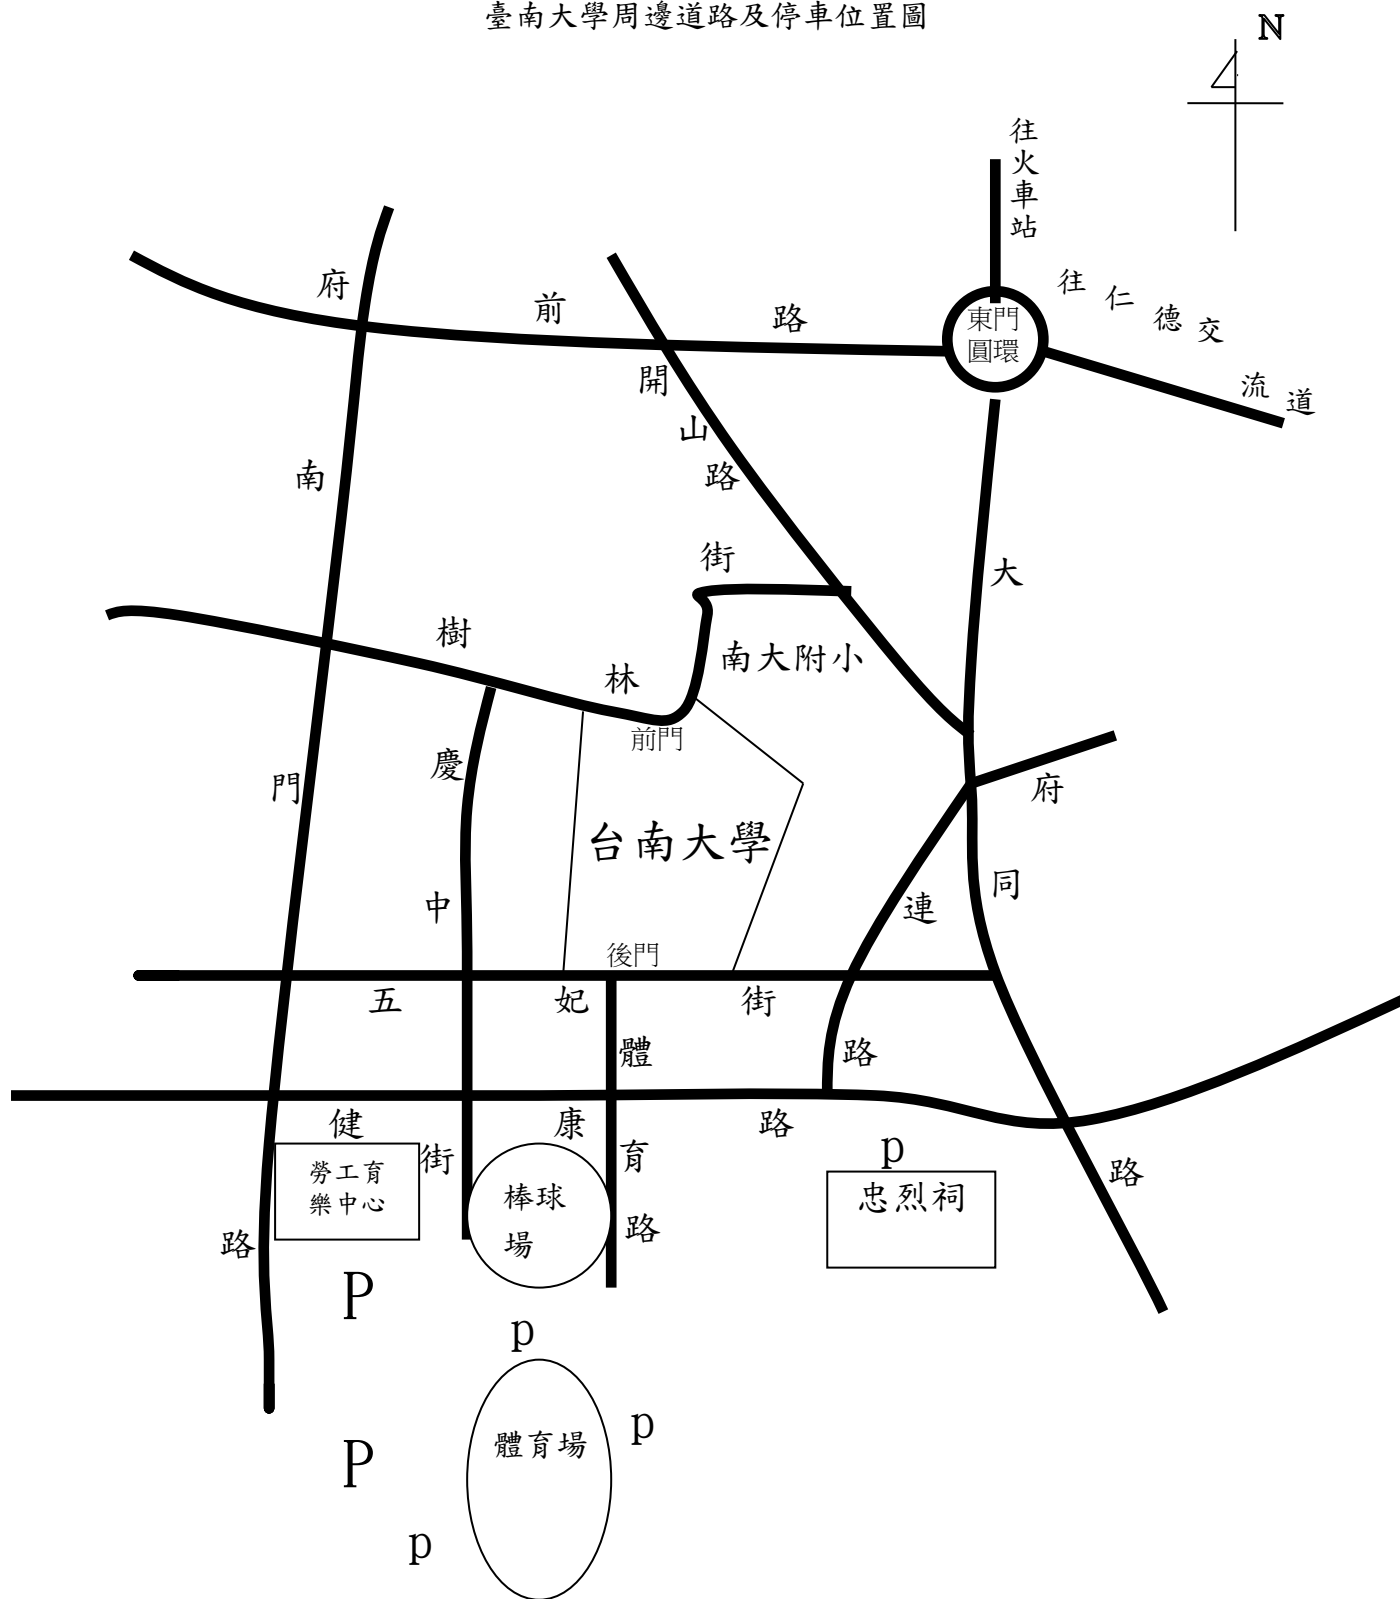 臺南大學周邊道路及停車位置圖
N
往火車站
往仁德交流道
東門
圓環
府前路
開山路
南門路
大同路
樹林街
南大附小
前門
慶中街
台南大學
府連路
後門
五妃街
體育路
健康路
勞工育
樂中心
棒球
場
p
忠烈祠
P
p
體育場
p
P
p